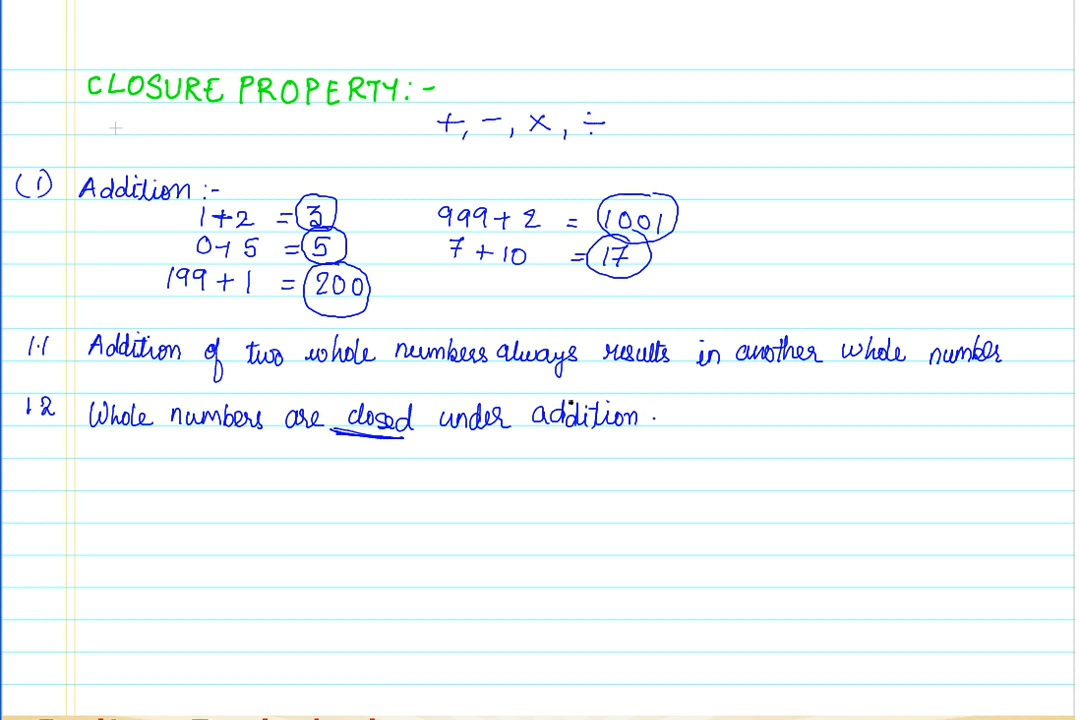 CLOSURE PROPERTY:-
+, -, ×, ÷
(1) Addition :-
1+2 = 3 999 + 2 = 1001
0+5 = 5 7 + 10 = 17
199 + 1 = 200
1.1 Addition of two whole numbers always results in another whole number
1.2 Whole numbers are closed under addition.